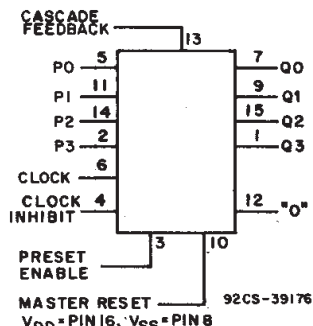 CASCADE
FEEDBACK
13
P0 5
7 Q0
P1 11
9 Q1
P2 14
15 Q2
P3 2
1 Q3
CLOCK 6
CLOCK
INHIBIT 4
12 "0"
3
10
PRESET
ENABLE
MASTER RESET
92CS-39176
VDD = PIN 16, VSS = PIN 8